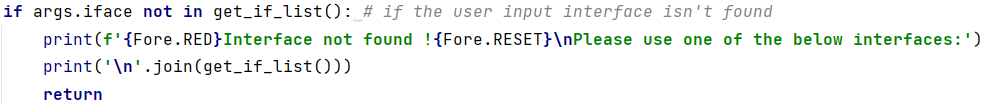 if args.iface not in get_if_list(): # if the user input interface isn't found
    print(f'{Fore.RED}Interface not found !{Fore.RESET}\nPlease use one of the below interfaces:')
    print('\n'.join(get_if_list()))
    return